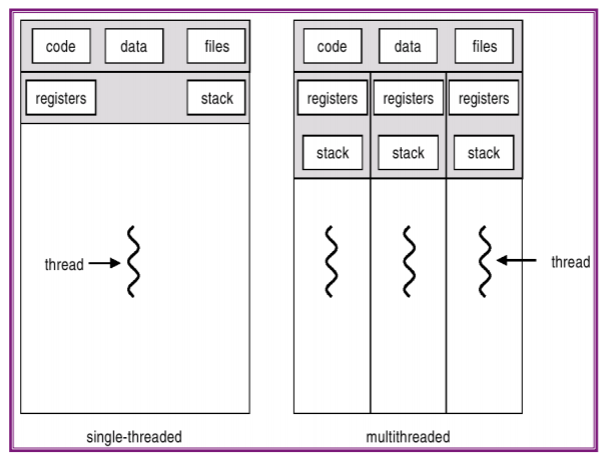 code data files
registers stack
thread
single-threaded
code data files
registers registers registers
stack stack stack
thread
multithreaded